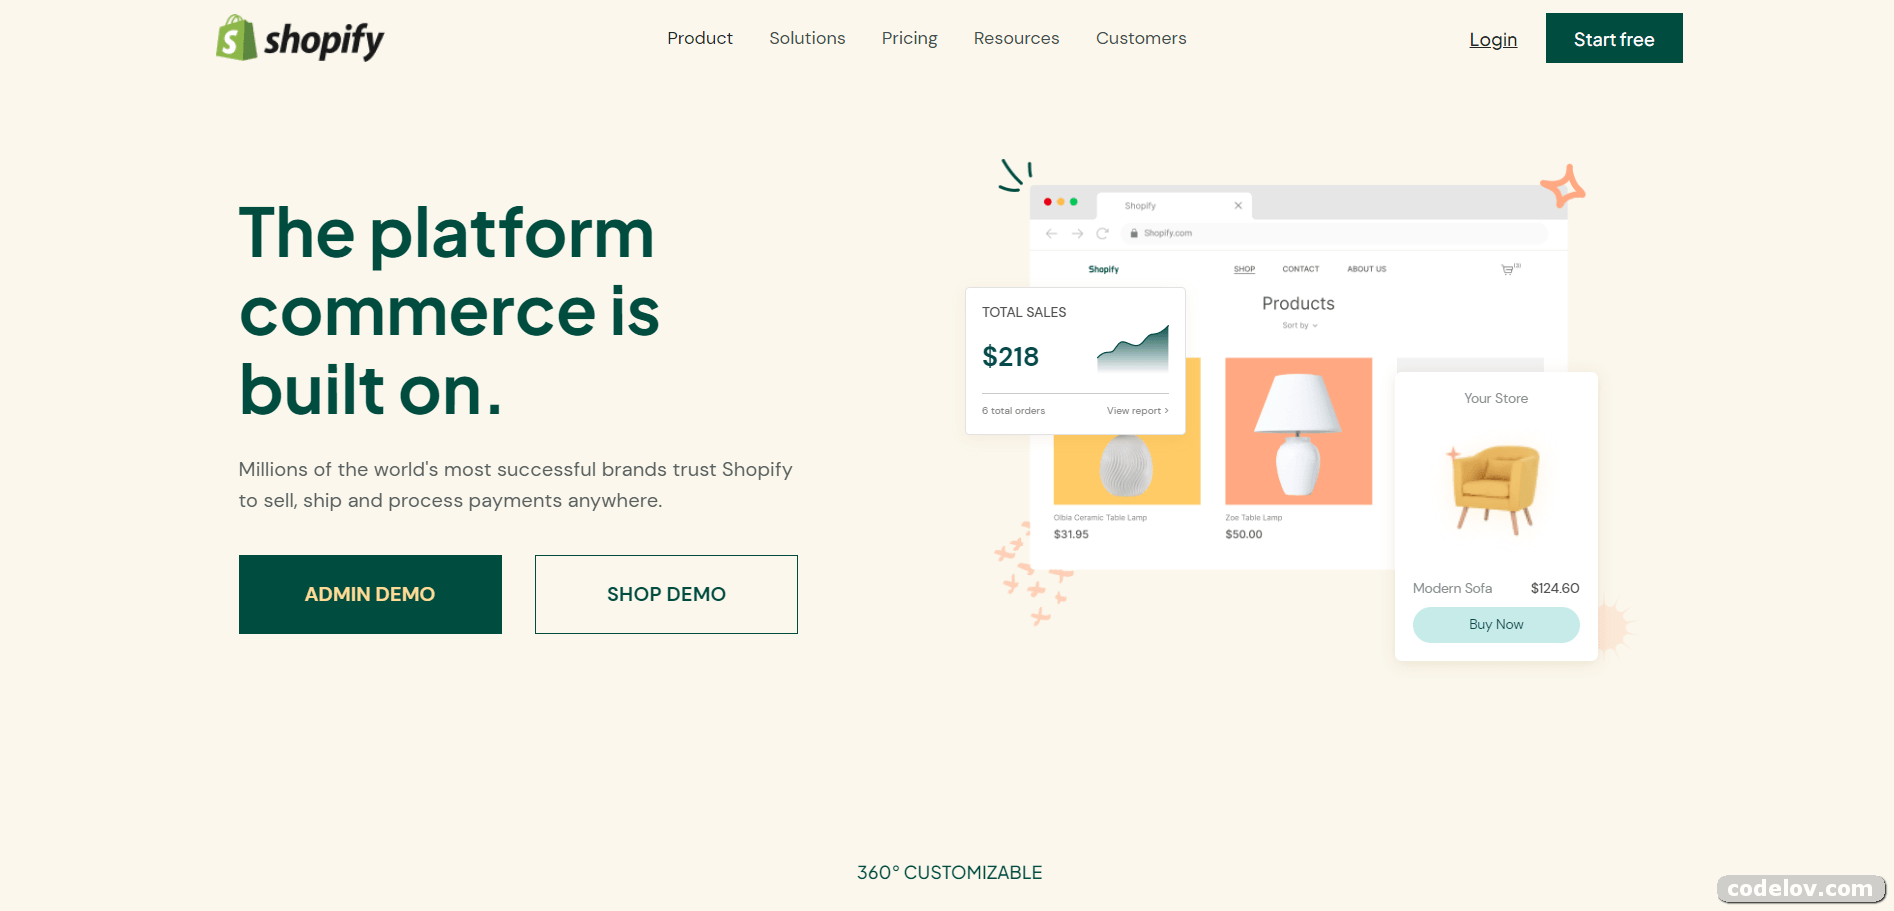 shopify
Product
Solutions
Pricing
Resources
Customers
Login
Start free
The platform
commerce is
built on.
Millions of the world's most successful brands trust Shopify
to sell, ship and process payments anywhere.
ADMIN DEMO
SHOP DEMO
Shopify
Shopify.com
Shopify
SHOP
CONTACT
ABOUT US
(3)
Products
Sort by
TOTAL SALES
$218
6 total orders
View report >
Olbia Ceramic Table Lamp
$31.95
Zoe Table Lamp
$50.00
Your Store
Modern Sofa
$124.60
Buy Now
360° CUSTOMIZABLE
codelov.com